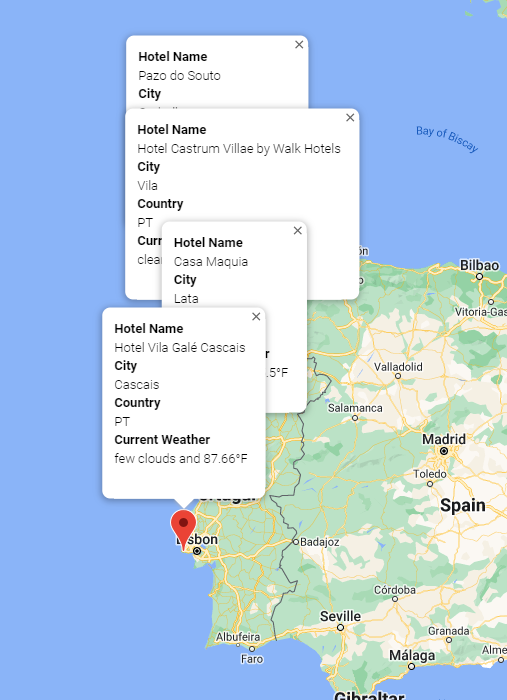 Hotel Name
Pazo do Souto
City
Hotel Name
Hotel Castrum Villae by Walk Hotels
City
Vila
Country
PT
Curr
clea
Hotel Name
Casa Maquia
City
Lata
r
.5°F
Hotel Name
Hotel Vila Galé Cascais
City
Cascais
Country
PT
Current Weather
few clouds and 87.66°F
Bay of Biscay
Bilbao
Vitoria-Gas
Valladolid
Salamanca
Madrid
Toledo
Spain
Lisbon
Badajoz
Córdoba
Seville
Granada
Albufeira
Faro
Málaga
Alme
Gibraltar